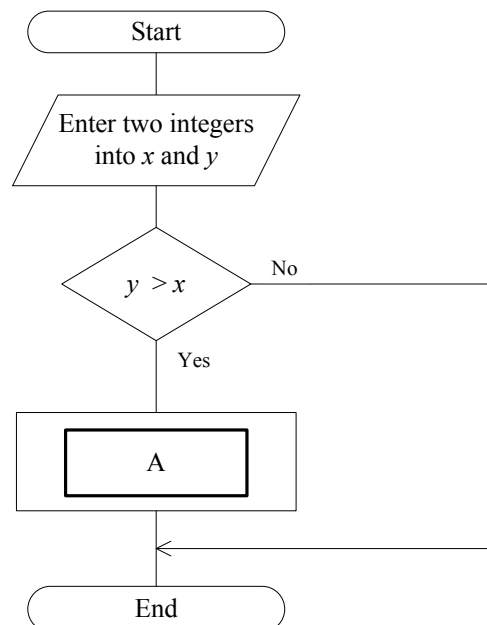 Start
Enter two integers
into x and y
y > x
No
Yes
A
End